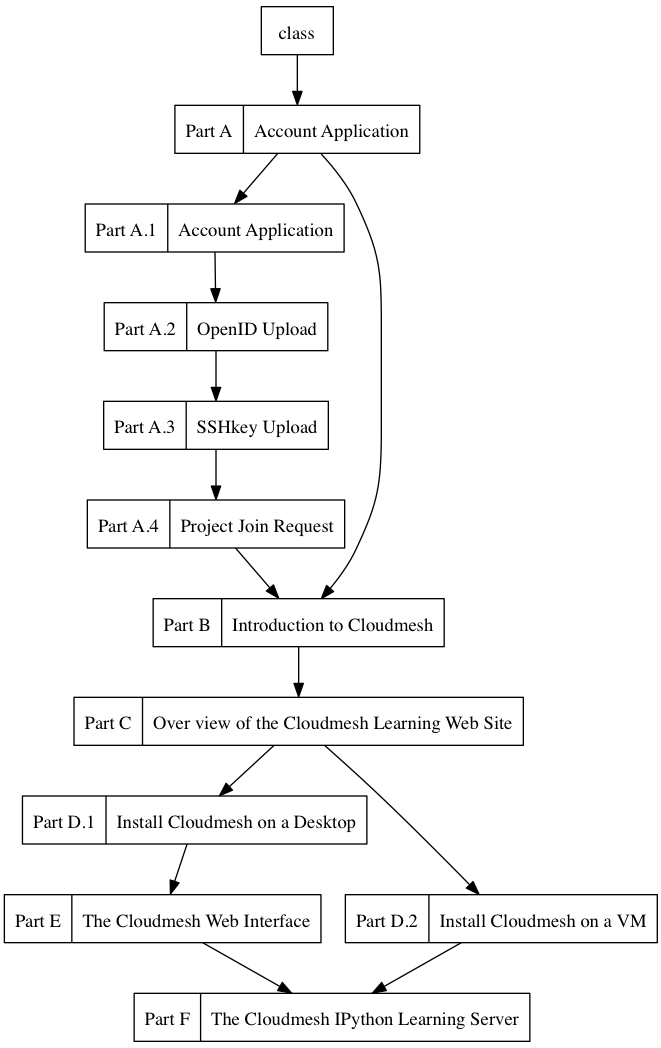 class
Part A Account Application
Part A.1 Account Application
Part A.2 OpenID Upload
Part A.3 SSHkey Upload
Part A.4 Project Join Request
Part B Introduction to Cloudmesh
Part C Over view of the Cloudmesh Learning Web Site
Part D.1 Install Cloudmesh on a Desktop
Part E The Cloudmesh Web Interface
Part D.2 Install Cloudmesh on a VM
Part F The Cloudmesh IPython Learning Server